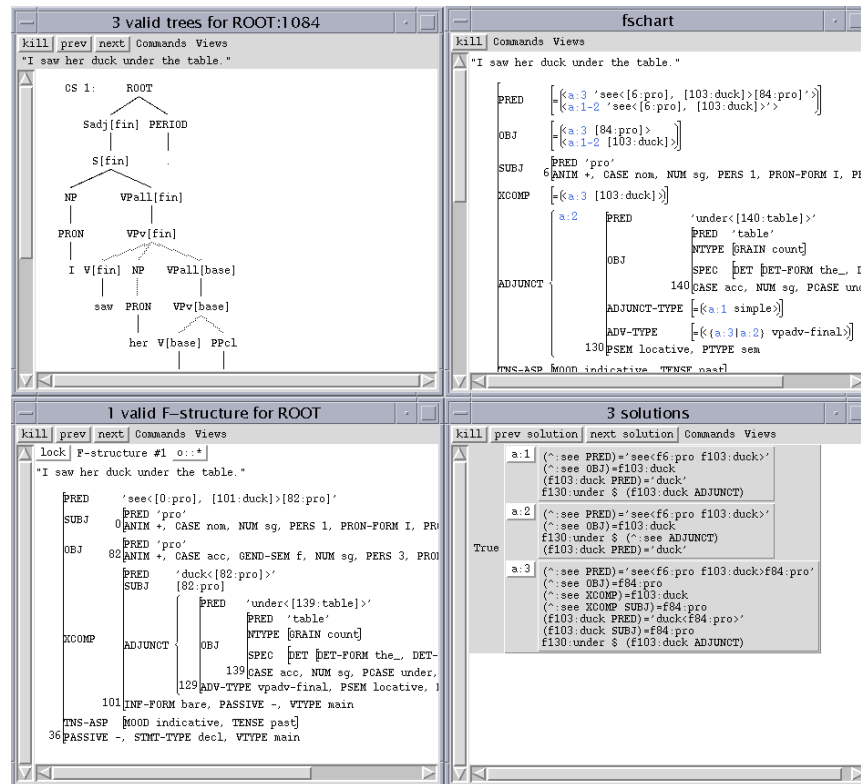 3 valid trees for ROOT:1084
kill prev next Commands Views
"I saw her duck under the table."
CS 1: ROOT
Sadj[fin] PERIOD
S[fin] .
NP VPall[fin]
PRON VPv[fin]
I V[fin] NP VPall[base]
saw PRON VPv[base]
her V[base] PPcl
fschart
kill Commands Views
"I saw her duck under the table."
PRED =<a:3 'see<[6:pro], [103:duck]>[84:pro]'>
<a:1-2 'see<[6:pro], [103:duck]>'>
OBJ =<a:3 [84:pro]>
<a:1-2 [103:duck]>
SUBJ PRED 'pro'
6 ANIM +, CASE nom, NUM sg, PERS 1, PRON-FORM I,
XCOMP =<a:3 [103:duck]>
a:2 PRED 'under<[140:table]>'
PRED 'table'
NTYPE [GRAIN count]
OBJ
SPEC [DET [DET-FORM the_,
140 CASE acc, NUM sg, PCASE
ADJUNCT
ADJUNCT-TYPE [=<a:1 simple>]
ADV-TYPE [=<{a:3|a:2} vpadv-final>]
130 PSEM locative, PTYPE sem
TNS-ASP [MOOD indicative, TENSE past]
1 valid F-structure for ROOT
kill prev next Commands Views
lock F-structure #1 o::*
"I saw her duck under the table."
PRED 'see<[0:pro], [101:duck]>[82:pro]'
SUBJ PRED 'pro'
0 ANIM +, CASE nom, NUM sg, PERS 1, PRON-FORM I,
OBJ PRED 'pro'
82 ANIM +, CASE acc, GEND-SEM f, NUM sg, PERS 3,
PRED 'duck<[82:pro]>'
SUBJ [82:pro]
PRED 'under<[139:table]>'
PRED 'table'
NTYPE [GRAIN count]
XCOMP ADJUNCT OBJ
SPEC [DET [DET-FORM the_, DET-
139 CASE acc, NUM sg, PCASE under,
129 ADV-TYPE vpadv-final, PSEM locative,
101 INF-FORM bare, PASSIVE -, VTYPE main
TNS-ASP [MOOD indicative, TENSE past]
36 PASSIVE -, STMT-TYPE decl, VTYPE main
3 solutions
kill prev solution next solution Commands Views
a:1 (^:see PRED)='see<f6:pro f103:duck>'
(^:see OBJ)=f103:duck
(f103:duck PRED)='duck'
f130:under $ (f103:duck ADJUNCT)
a:2 (^:see PRED)='see<f6:pro f103:duck>'
(^:see OBJ)=f103:duck
f130:under $ (^:see ADJUNCT)
(f103:duck PRED)='duck'
True
a:3 (^:see PRED)='see<f6:pro f103:duck>f84:pro'
(^:see OBJ)=f84:pro
(^:see XCOMP)=f103:duck
(^:see XCOMP SUBJ)=f84:pro
(f103:duck PRED)='duck<f84:pro>'
(f103:duck SUBJ)=f84:pro
f130:under $ (f103:duck ADJUNCT)